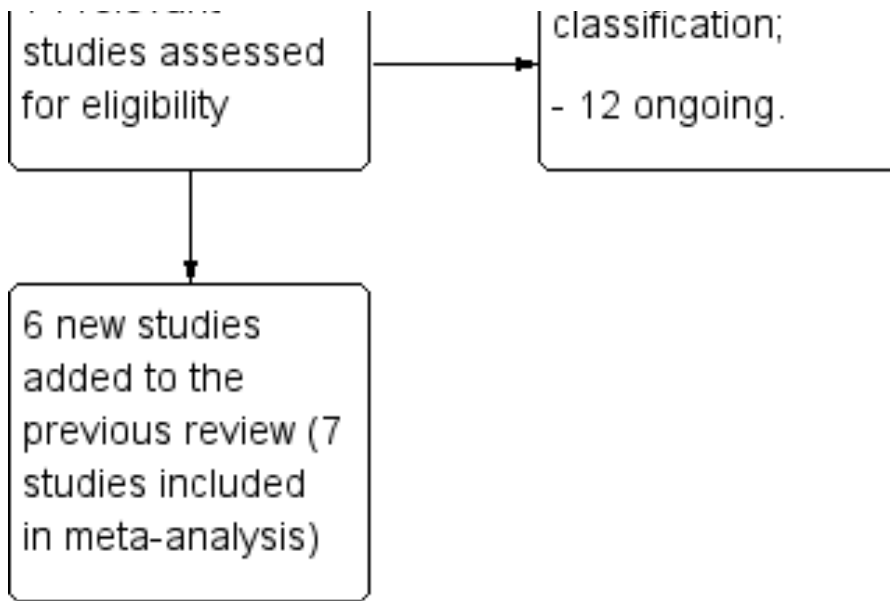 studies assessed
for eligibility
classification;
- 12 ongoing.
6 new studies
added to the
previous review (7
studies included
in meta-analysis)